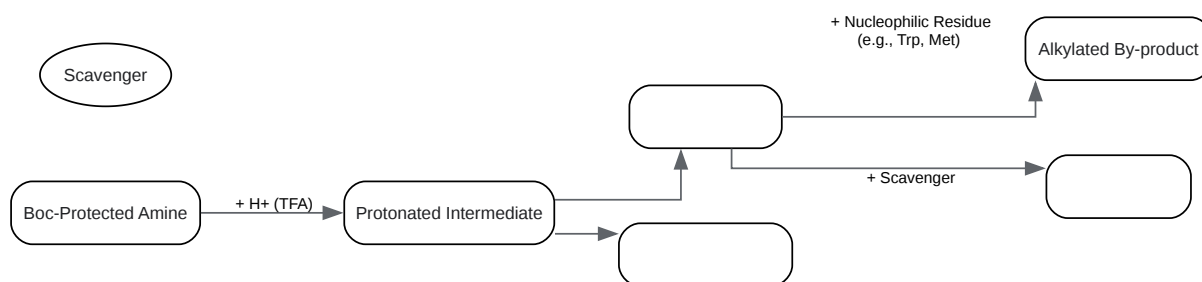 + Nucleophilic Residue
(e.g., Trp, Met)
Alkylated By-product
Scavenger
+ Scavenger
Boc-Protected Amine
+ H+ (TFA)
Protonated Intermediate